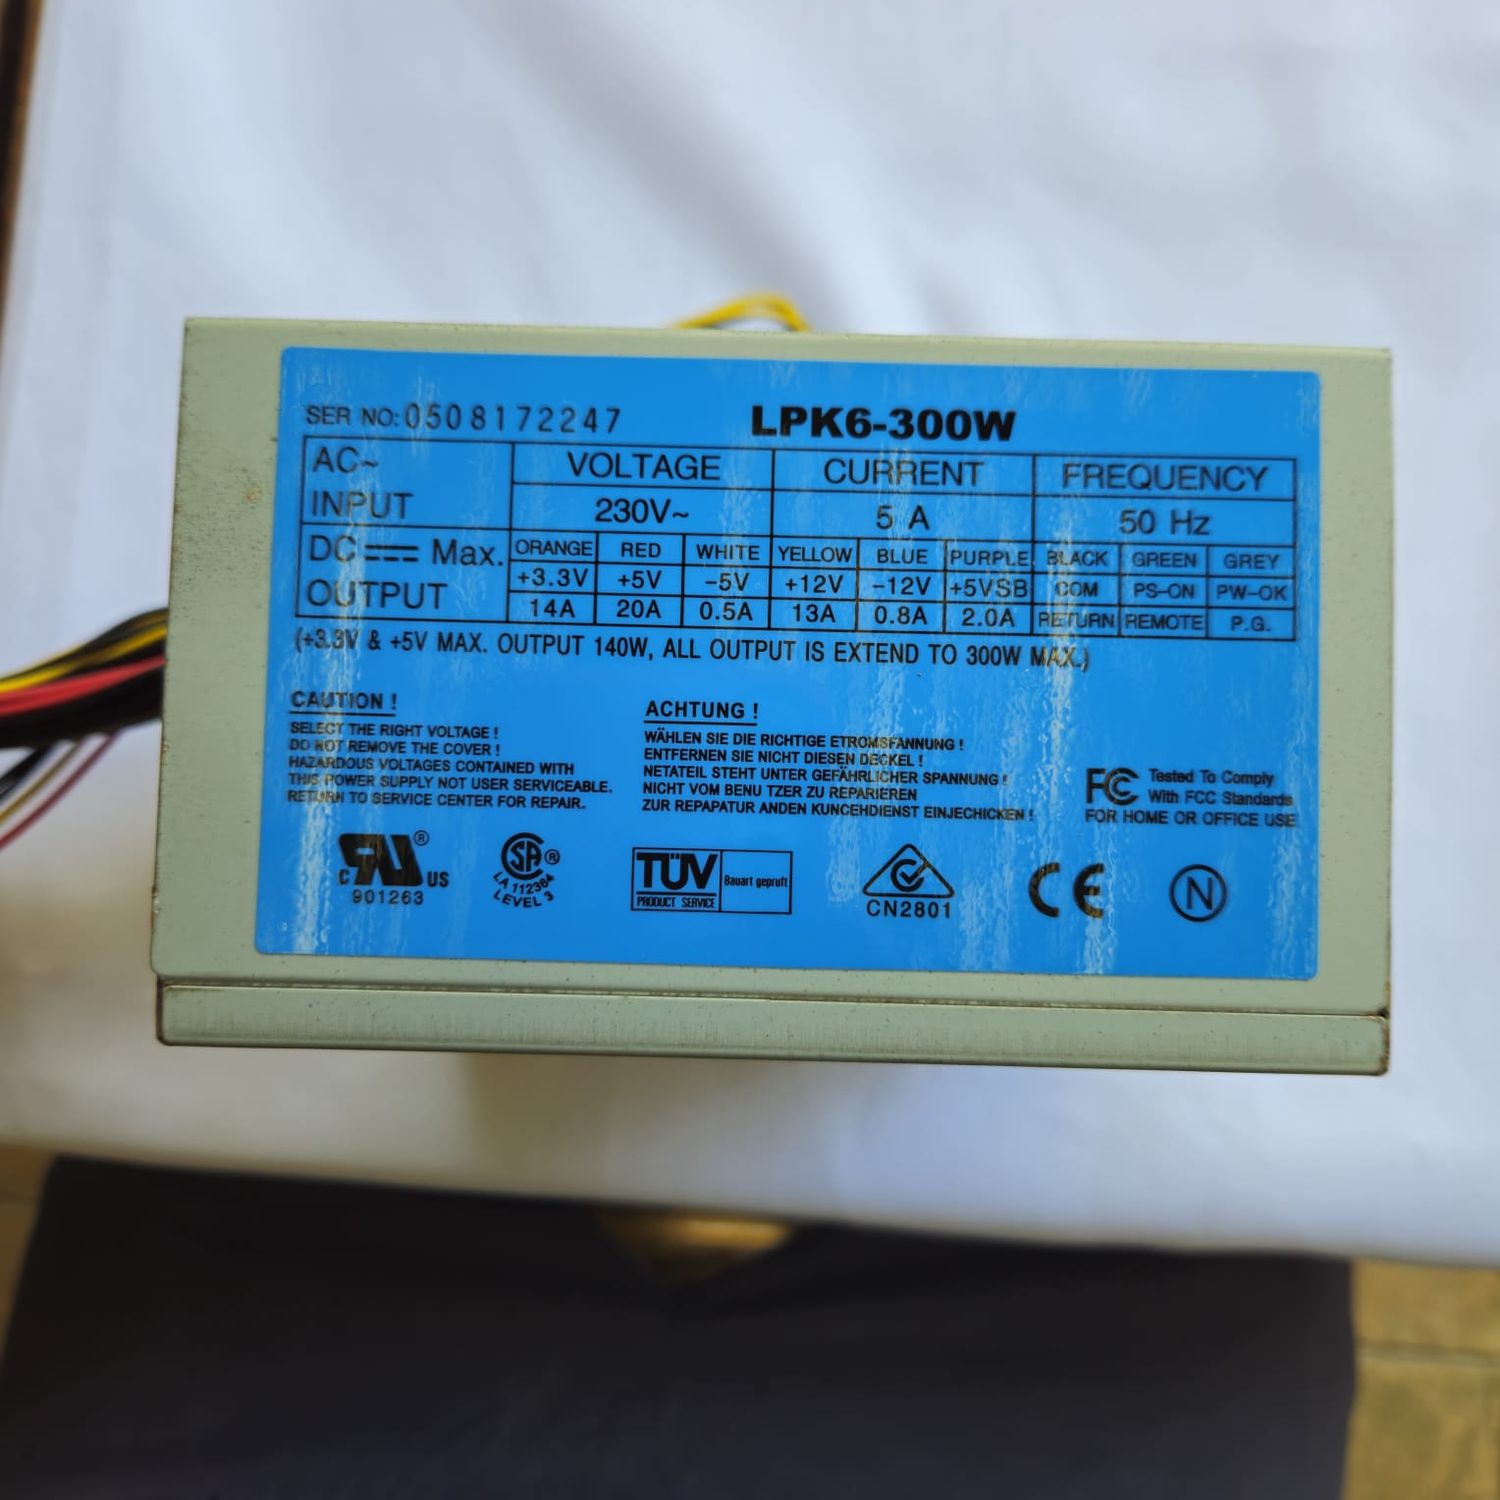 SER NO: 0508172247 LPK6-300W
AC~ INPUT VOLTAGE CURRENT FREQUENCY
230V~ 5 A 50 Hz
DC Max. OUTPUT ORANGE RED WHITE YELLOW BLUE PURPLE BLACK GREEN GREY
+3.3V +5V -5V +12V -12V +5VSB COM PS-ON PW-OK
14A 20A 0.5A 13A 0.8A 2.0A RETURN REMOTE P.G.
(+3.3V & +5V MAX. OUTPUT 140W, ALL OUTPUT IS EXTEND TO 300W MAX.)
CAUTION !
SELECT THE RIGHT VOLTAGE !
DO NOT REMOVE THE COVER !
HAZARDOUS VOLTAGES CONTAINED WITH
THIS POWER SUPPLY NOT USER SERVICEABLE.
RETURN TO SERVICE CENTER FOR REPAIR.
ACHTUNG !
WÄHLEN SIE DIE RICHTIGE ETROMSFANNUNG !
ENTFERNEN SIE NICHT DIESEN DECKEL !
NETATEIL STEHT UNTER GEFÄHRLICHER SPANNUNG !
NICHT VOM BENU TZER ZU REPARIEREN
ZUR REPAPATUR ANDEN KUNCEHDIENST EINJECHICKEN !
FC Tested To Comply
With FCC Standards
FOR HOME OR OFFICE USE
C RU ® US
901263
SA ®
LA 112364
LEVEL 3
TÜV Bauart geprüft
PRODUCT SERVICE
CN2801
CE
N